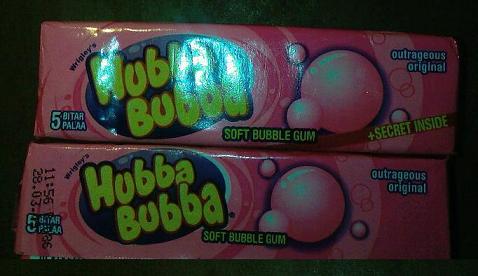 Wrigley's
Hubba
Bubba
outrageous
original
5 BITAR
PALAA
SOFT BUBBLE GUM
+SECRET INSIDE
Wrigley's
Hubba
Bubba
outrageous
original
11:56
28.03
5 BITAR
PALAA
SOFT BUBBLE GUM